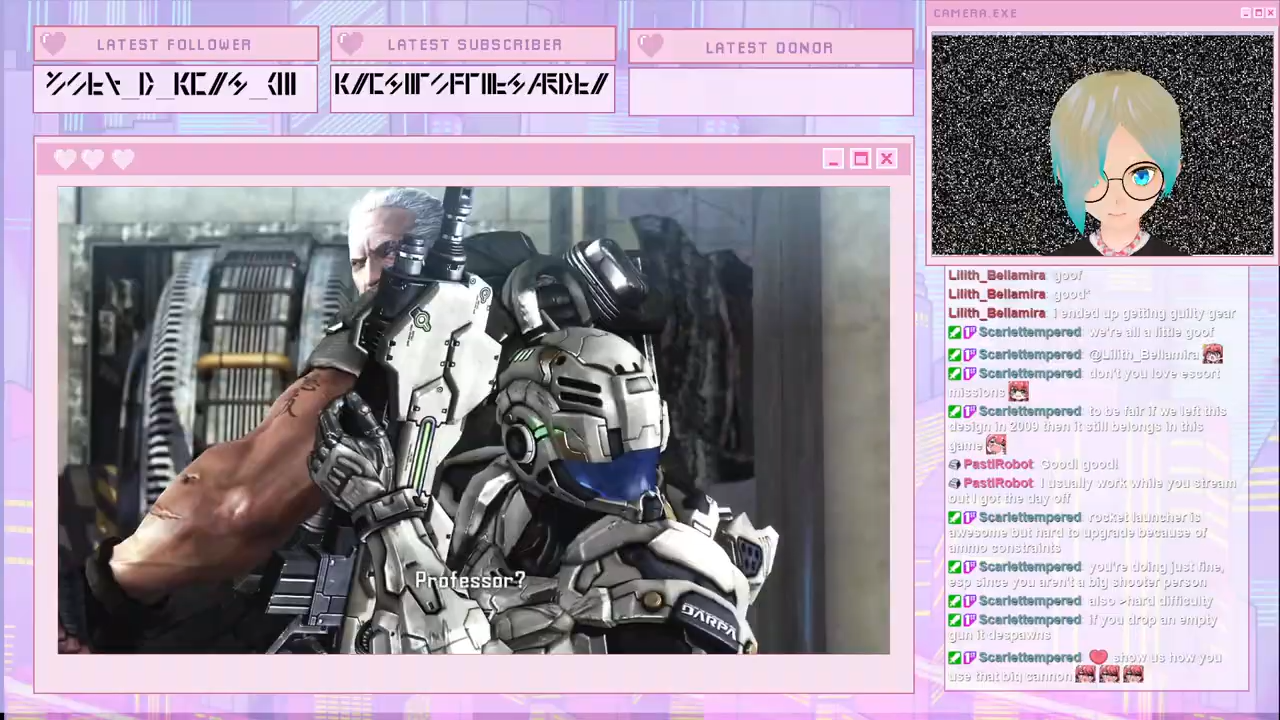 LATEST FOLLOWER
LATEST SUBSCRIBER
LATEST DONOR
CAMERA.EXE
Professor?
DARPA
Lilith_Bellamira goof
Lilith_Bellamira good*
Lilith_Bellamira i ended up getting guilty gear
Scarlettempered we're all a little goof
Scarlettempered @Lilith_Bellamira
Scarlettempered don't you love escort
missions
Scarlettempered to be fair if we left this
design in 2009 then it still belongs in this
game
PastlRobot Good! good!
PastlRobot I usually work while you stream
but I got the day off
Scarlettempered rocket launcher is
awesome but hard to upgrade because of
ammo constraints
Scarlettempered you're doing just fine,
esp since you aren't a big shooter person
Scarlettempered also >hard difficulty
Scarlettempered if you drop an empty
gun it despawns
Scarlettempered show us how you
use that big cannon